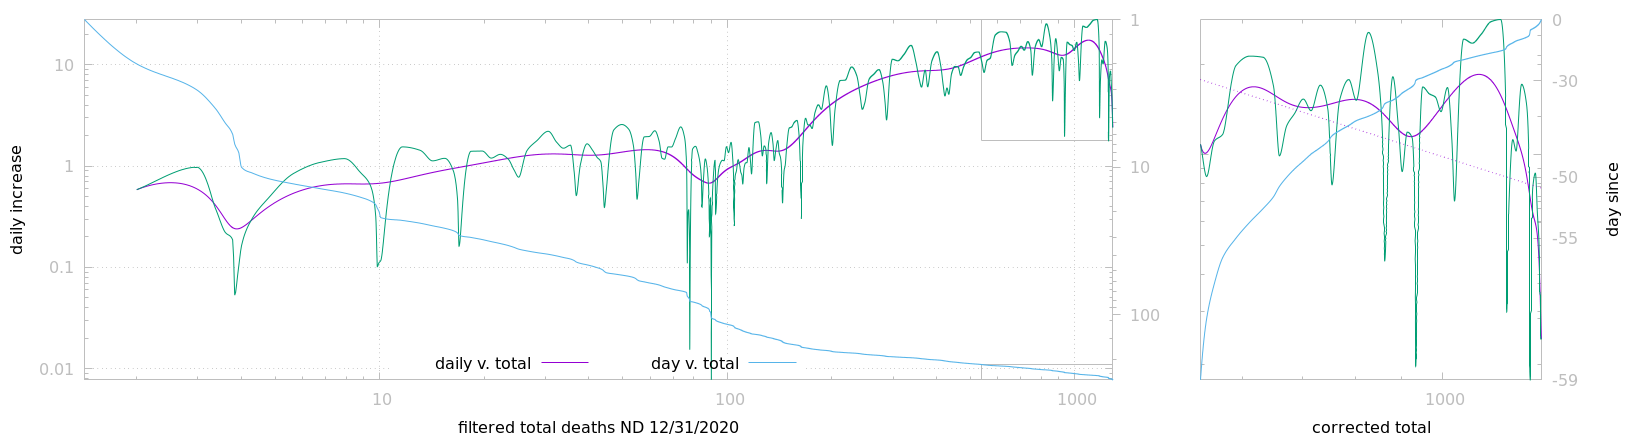 daily increase
10
1
0.1
0.01
10
100
1000
1
10
100
daily v. total
day v. total
filtered total deaths ND 12/31/2020
0
-30
-50
-55
-59
day since
1000
corrected total